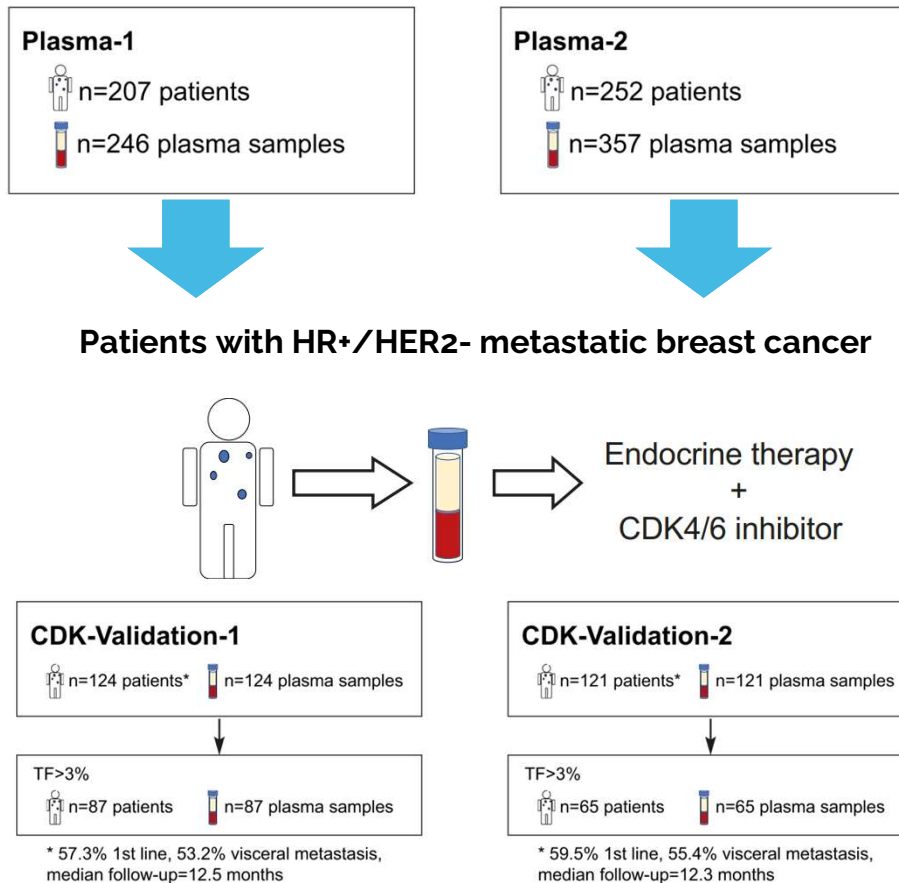 Plasma-1
n=207 patients
n=246 plasma samples
Plasma-2
n=252 patients
n=357 plasma samples
Patients with HR+/HER2- metastatic breast cancer
Endocrine therapy
+
CDK4/6 inhibitor
CDK-Validation-1
n=124 patients* n=124 plasma samples
TF>3%
n=87 patients n=87 plasma samples
* 57.3% 1st line, 53.2% visceral metastasis,
median follow-up=12.5 months
CDK-Validation-2
n=121 patients* n=121 plasma samples
TF>3%
n=65 patients n=65 plasma samples
* 59.5% 1st line, 55.4% visceral metastasis,
median follow-up=12.3 months